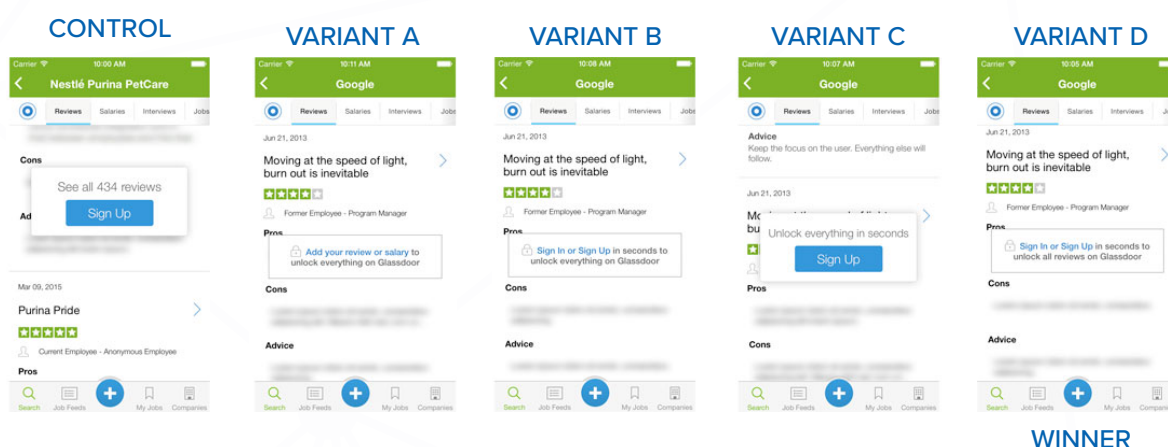 CONTROL
Carrier 10:00 AM
Nestlé Purina PetCare
Reviews Salaries Interviews Jobs
Cons
See all 434 reviews
Sign Up
Ad
Mar 09, 2015
Purina Pride
Current Employee - Anonymous Employee
Pros
Search Job Feeds My Jobs Companies
VARIANT A
Carrier 10:11 AM
Google
Reviews Salaries Interviews Jobs
Jun 21, 2013
Moving at the speed of light,
burn out is inevitable
Former Employee - Program Manager
Pros
Add your review or salary to
unlock everything on Glassdoor
Cons
Advice
Search Job Feeds My Jobs Companies
VARIANT B
Carrier 10:08 AM
Google
Reviews Salaries Interviews Jobs
Jun 21, 2013
Moving at the speed of light,
burn out is inevitable
Former Employee - Program Manager
Pros
Sign In or Sign Up in seconds to
unlock everything on Glassdoor
Cons
Advice
Search Job Feeds My Jobs Companies
VARIANT C
Carrier 10:07 AM
Google
Reviews Salaries Interviews Jobs
Advice
Keep the focus on the user. Everything else will
follow.
Jun 21, 2013
Unlock everything in seconds
Sign Up
Pros
Cons
Search Job Feeds My Jobs Companies
VARIANT D
Carrier 10:05 AM
Google
Reviews Salaries Interviews
Jun 21, 2013
Moving at the speed of light,
burn out is inevitable
Former Employee - Program Manager
Pros
Sign In or Sign Up in seconds to
unlock all reviews on Glassdoor
Cons
Advice
Search Job Feeds My Jobs Companies
WINNER